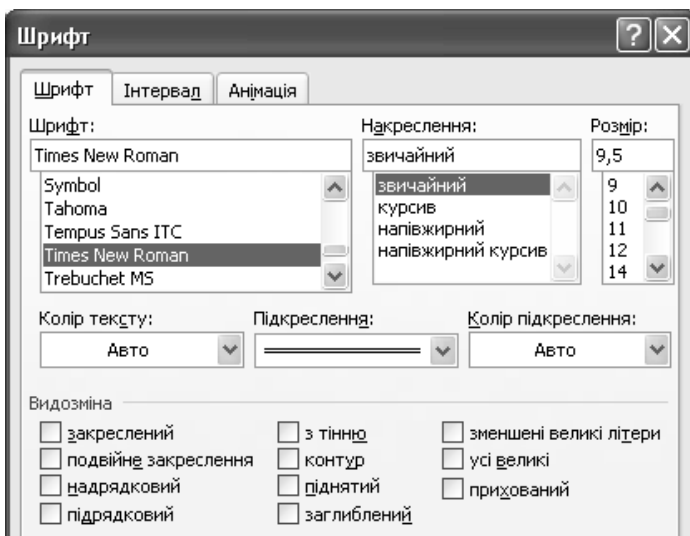 Шрифт
Шрифт Інтервал Анімація
Шрифт: Накреслення: Розмір:
Times New Roman звичайний 9,5
Symbol звичайний 9
Tahoma курсив 10
Tempus Sans ITC напівжирний 11
Times New Roman напівжирний курсив 12
Trebuchet MS 14
Колір тексту: Підкреслення: Колір підкреслення:
Авто Авто
Видозміна
закреслений з тінню зменшені великі літери
подвійне закреслення контур усі великі
надрядковий піднятий прихований
підрядковий заглиблений